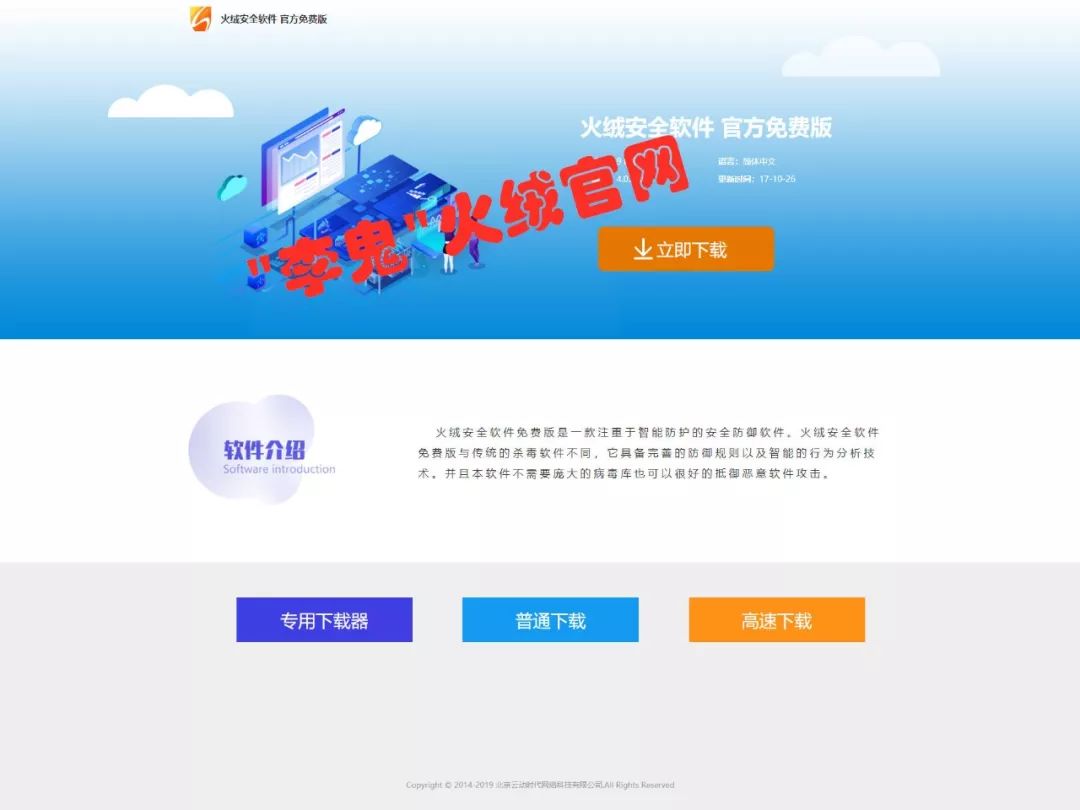 火绒安全软件 官方免费版
火绒安全软件 官方免费版
语言：简体中文
更新时间：17-10-26
"李鬼"火绒官网
立即下载
软件介绍
Software introduction
火绒安全软件免费版是一款注重于智能防护的安全防御软件。火绒安全软件
免费版与传统的杀毒软件不同，它具备完善的防御规则以及智能的行为分析技
术。并且本软件不需要庞大的病毒库也可以很好的抵御恶意软件攻击。
专用下载器
普通下载
高速下载
Copyright © 2014-2019 北京云动时代网络科技有限公司.All Rights Reserved